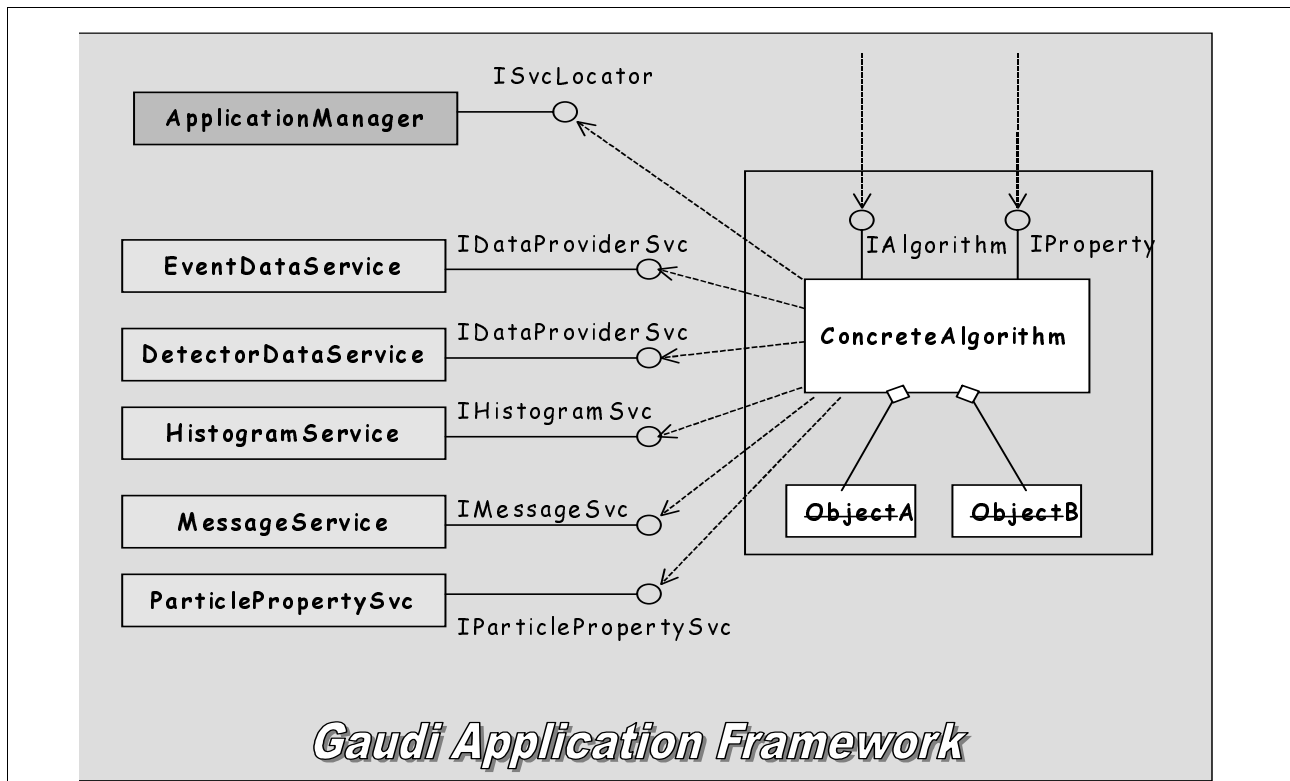 ISvcLocator
ApplicationManager
IDataProviderSvc
EventDataService
IAlgorithm
IProperty
IDataProviderSvc
DetectorDataService
ConcreteAlgorithm
IHistogramSvc
HistogramService
IMessageSvc
MessageService
ObjectA
ObjectB
ParticlePropertySvc
IParticlePropertySvc
Gaudi Application Framework